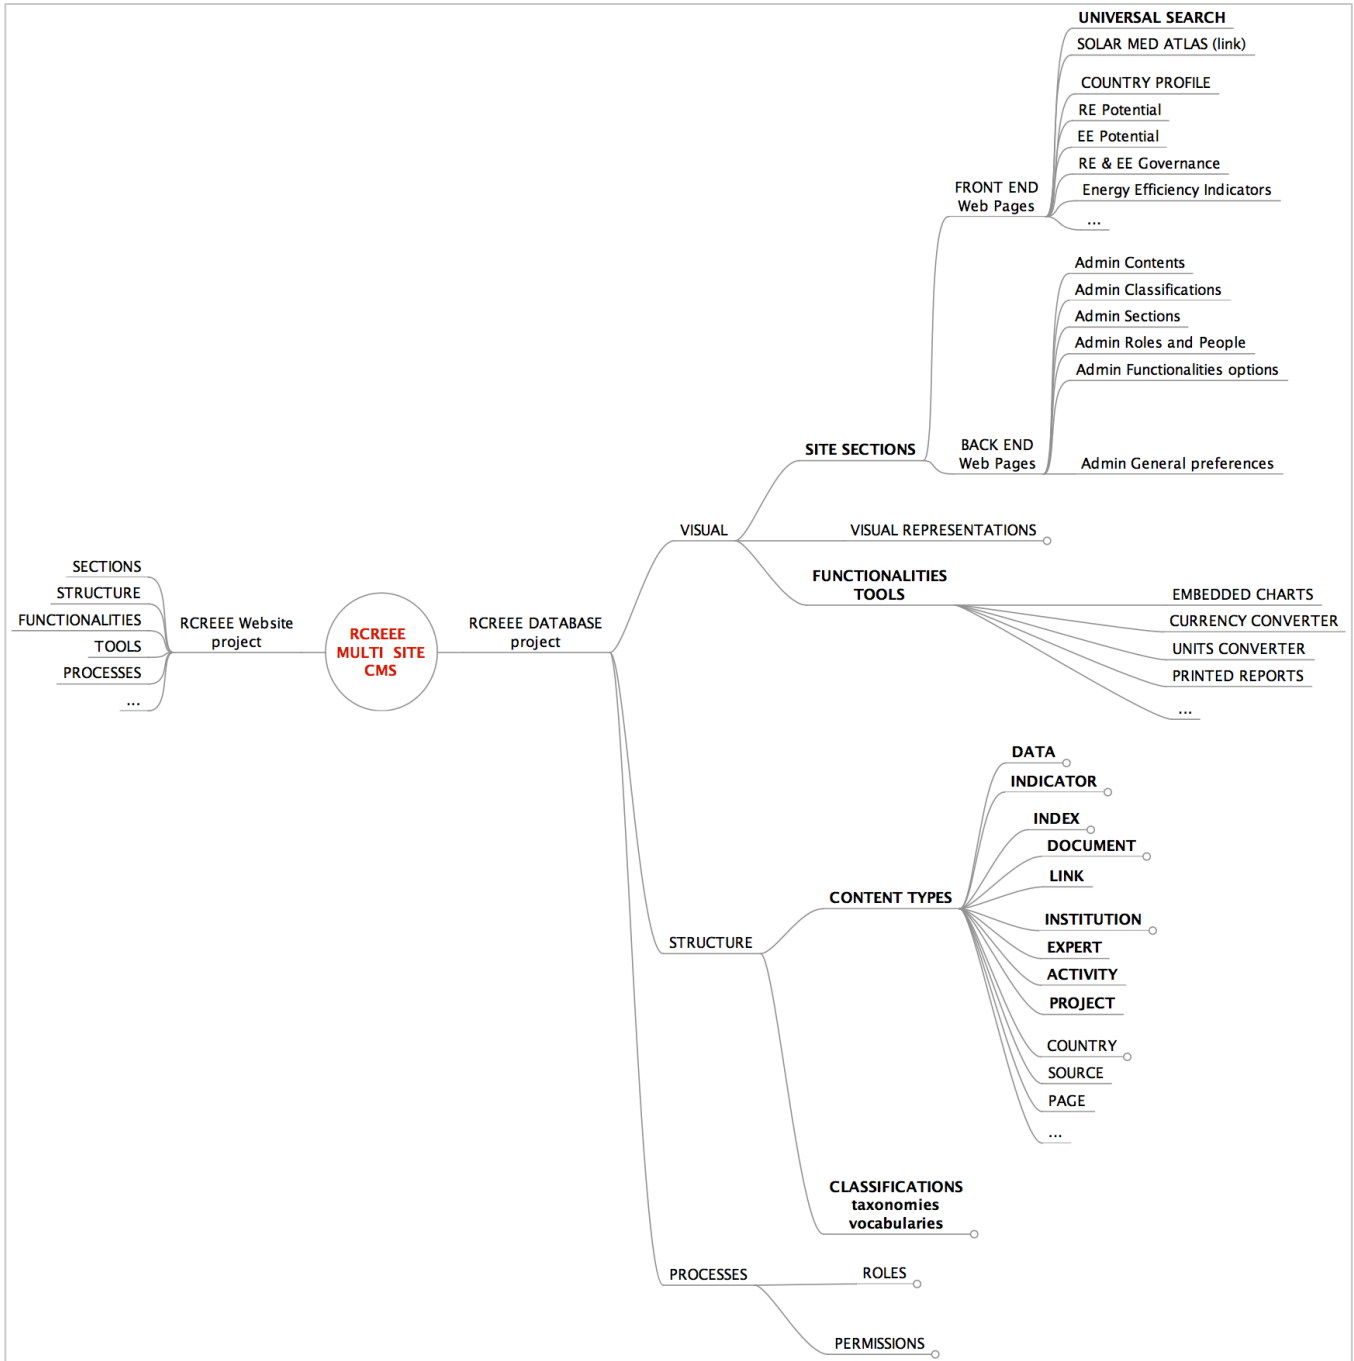 UNIVERSAL SEARCH
SOLAR MED ATLAS (link)
COUNTRY PROFILE
RE Potential
EE Potential
RE & EE Governance
FRONT END
Web Pages
Energy Efficiency Indicators
...
Admin Contents
Admin Classifications
Admin Sections
Admin Roles and People
Admin Functionalities options
SITE SECTIONS
BACK END
Web Pages
Admin General preferences
VISUAL
VISUAL REPRESENTATIONS
FUNCTIONALITIES
TOOLS
EMBEDDED CHARTS
CURRENCY CONVERTER
UNITS CONVERTER
PRINTED REPORTS
...
SECTIONS
STRUCTURE
FUNCTIONALITIES
TOOLS
PROCESSES
...
RCREEE Website
project
RCREEE
MULTI SITE
CMS
RCREEE DATABASE
project
DATA
INDICATOR
INDEX
DOCUMENT
LINK
CONTENT TYPES
INSTITUTION
EXPERT
ACTIVITY
PROJECT
STRUCTURE
COUNTRY
SOURCE
PAGE
...
CLASSIFICATIONS
taxonomies
vocabularies
PROCESSES
ROLES
PERMISSIONS